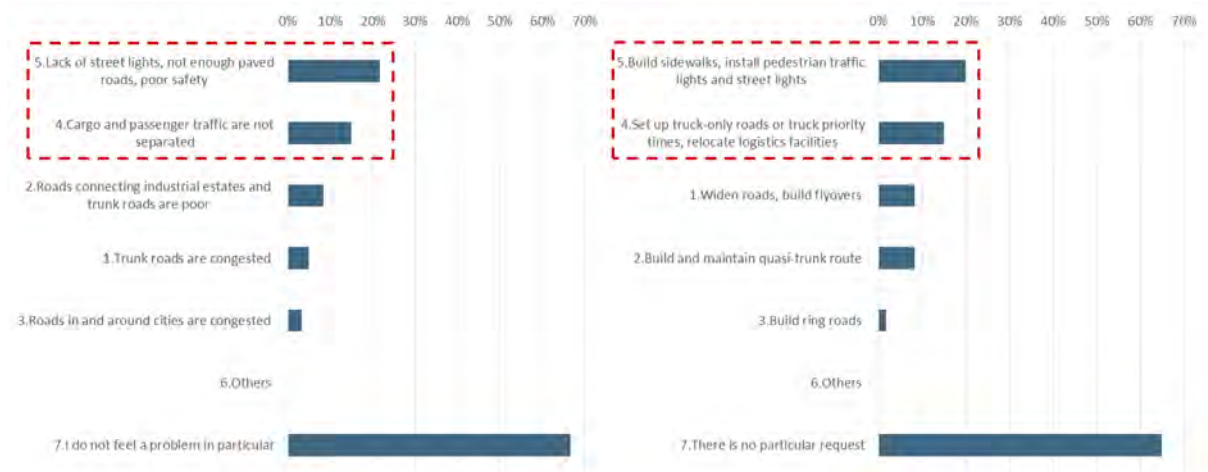 0% 10% 20% 30% 40% 50% 60% 70%
5.Lack of street lights, not enough paved
roads, poor safety
4.Cargo and passenger traffic are not
separated
2.Roads connecting industrial estates and
trunk roads are poor
1.Trunk roads are congested
3.Roads in and around cities are congested
6.Others
7.I do not feel a problem in particular
0% 10% 20% 30% 40% 50% 60% 70%
5.Build sidewalks, install pedestrian traffic
lights and street lights
4.Set up truck-only roads or truck priority
times, relocate logistics facilities
1.Widen roads, build flyovers
2.Build and maintain quasi-trunk route
3.Build ring roads
6.Others
7.There is no particular request